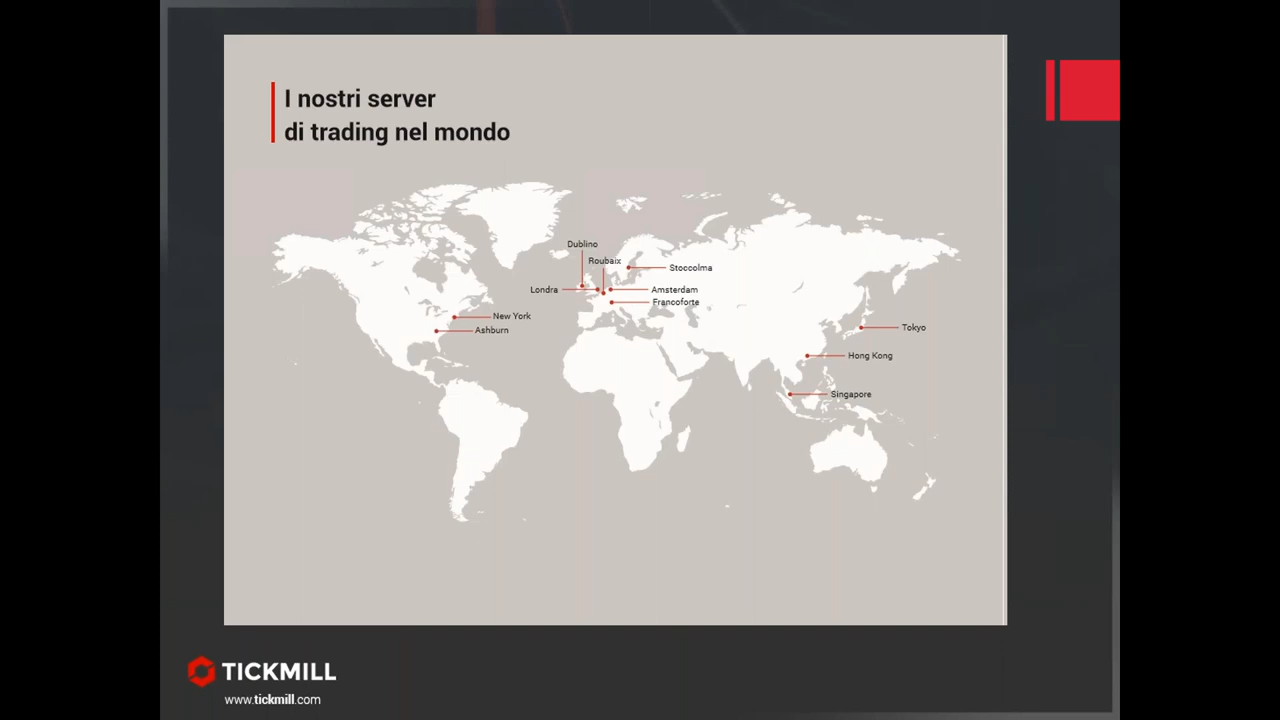 I nostri server
di trading nel mondo
Dublino
Roubaix
Stoccolma
Londra
Amsterdam
Francoforte
New York
Ashburn
Tokyo
Hong Kong
Singapore
TICKMILL
www.tickmill.com